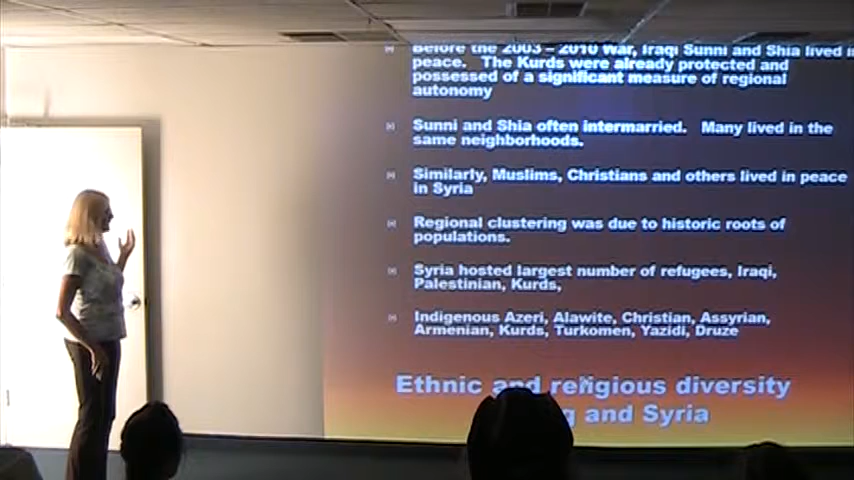 Before the 2003 – 2010 War, Iraqi Sunni and Shia lived in
peace. The Kurds were already protected and
possessed of a significant measure of regional
autonomy
Sunni and Shia often intermarried. Many lived in the
same neighborhoods.
Similarly, Muslims, Christians and others lived in peace
in Syria
Regional clustering was due to historic roots of
populations.
Syria hosted largest number of refugees, Iraqi,
Palestinian, Kurds,
Indigenous Azeri, Alawite, Christian, Assyrian,
Armenian, Kurds, Turkomen, Yazidi, Druze
Ethnic and religious diversity
and Syria